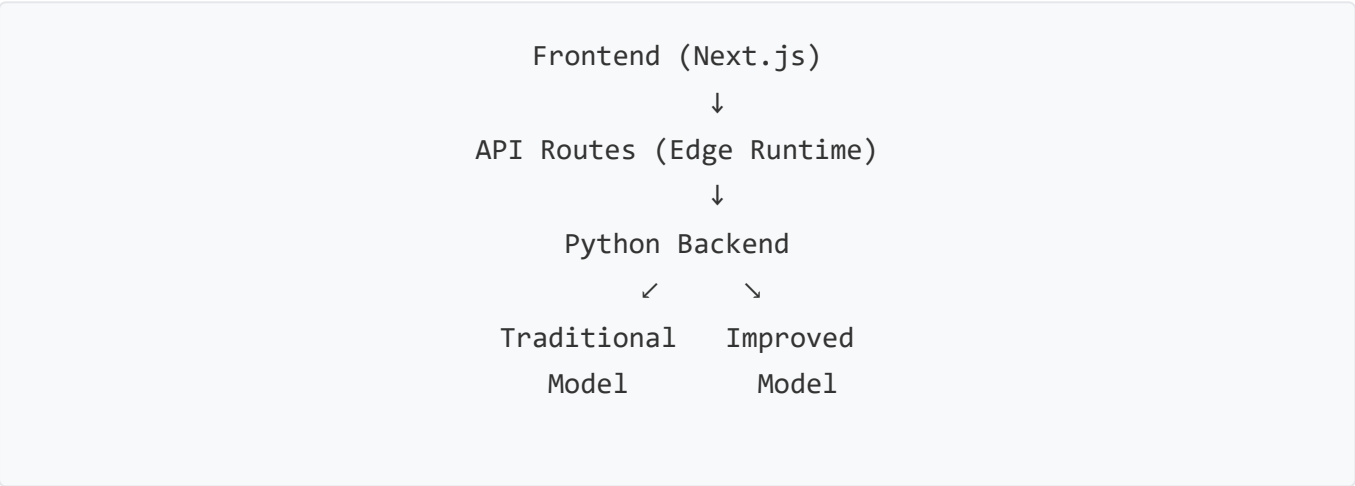 Frontend (Next.js)
↓
API Routes (Edge Runtime)
↓
Python Backend
↙ ↘
Traditional Improved
Model Model